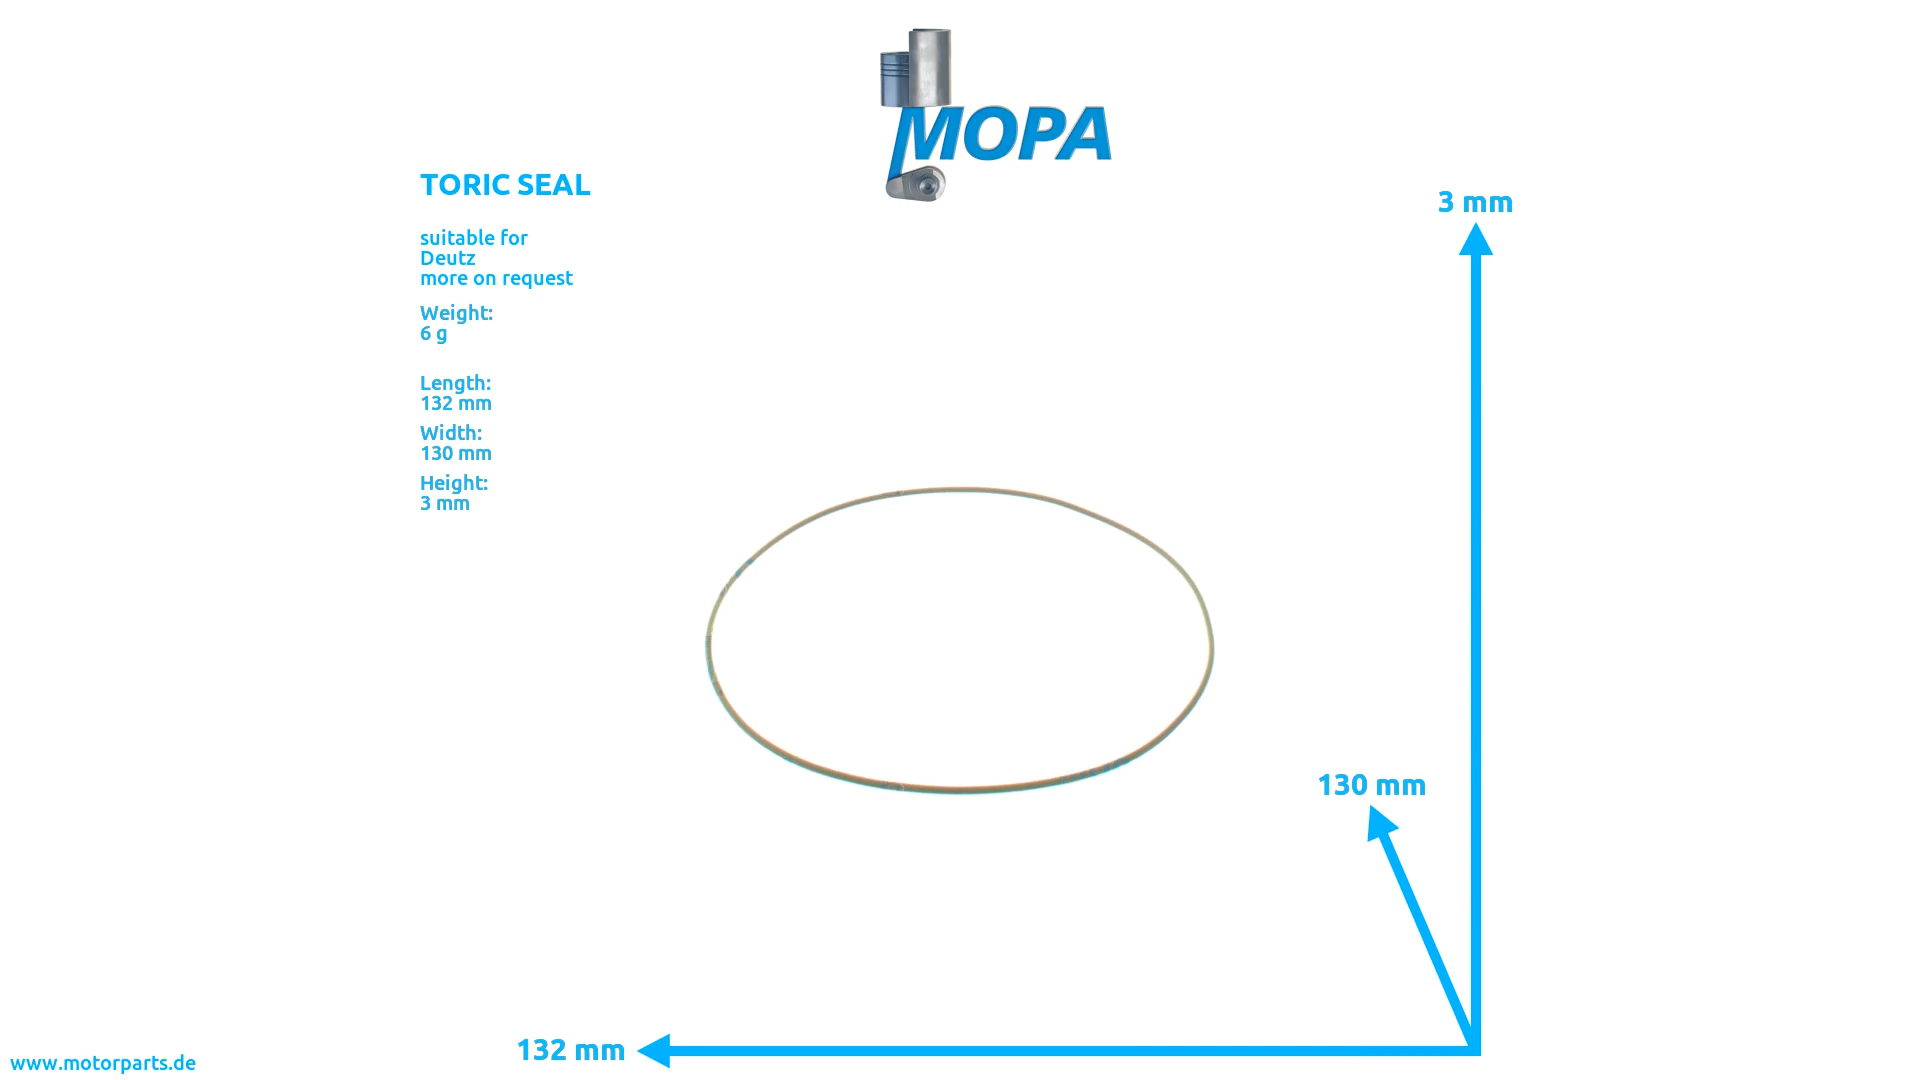 MOPA
TORIC SEAL
suitable for
Deutz
more on request
Weight:
6 g
Length:
132 mm
Width:
130 mm
Height:
3 mm
3 mm
130 mm
132 mm
www.motorparts.de